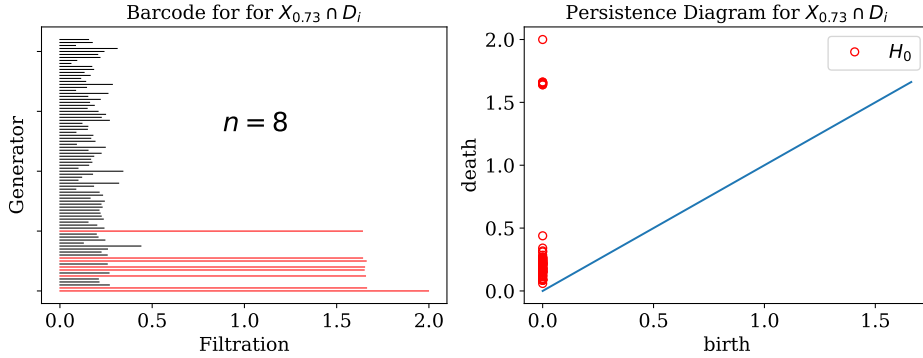 Barcode for for $X_{0.73} \cap D_i$
Generator
n = 8
0.0 0.5 1.0 1.5 2.0
Filtration
Persistence Diagram for $X_{0.73} \cap D_i$
H_0
death
2.0
1.5
1.0
0.5
0.0
0.0 0.5 1.0 1.5
birth